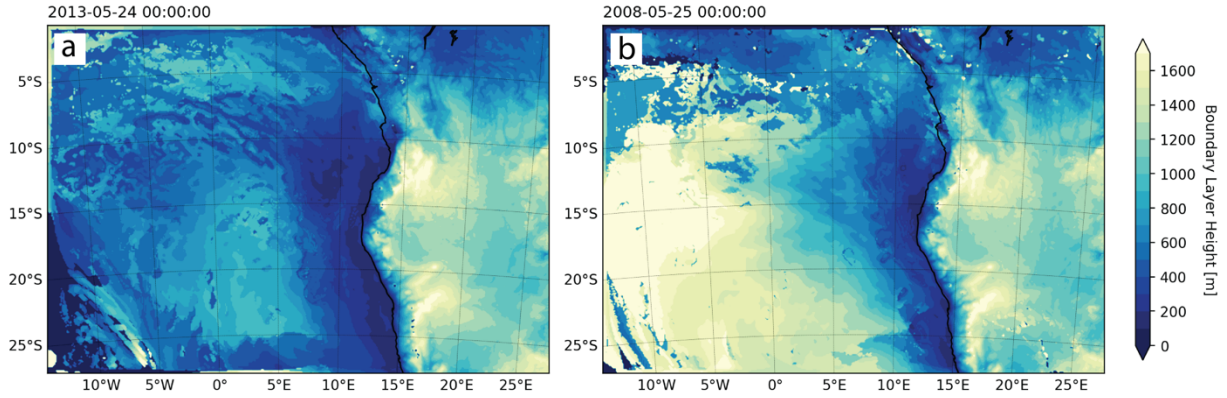 2013-05-24 00:00:00
2008-05-25 00:00:00
a
b
5°S
10°S
15°S
20°S
25°S
10°W 5°W 0° 5°E 10°E 15°E 20°E 25°E
5°S
10°S
15°S
20°S
25°S
10°W 5°W 0° 5°E 10°E 15°E 20°E 25°E
1600
1400
1200
1000
800
600
400
200
0
Boundary Layer Height [m]